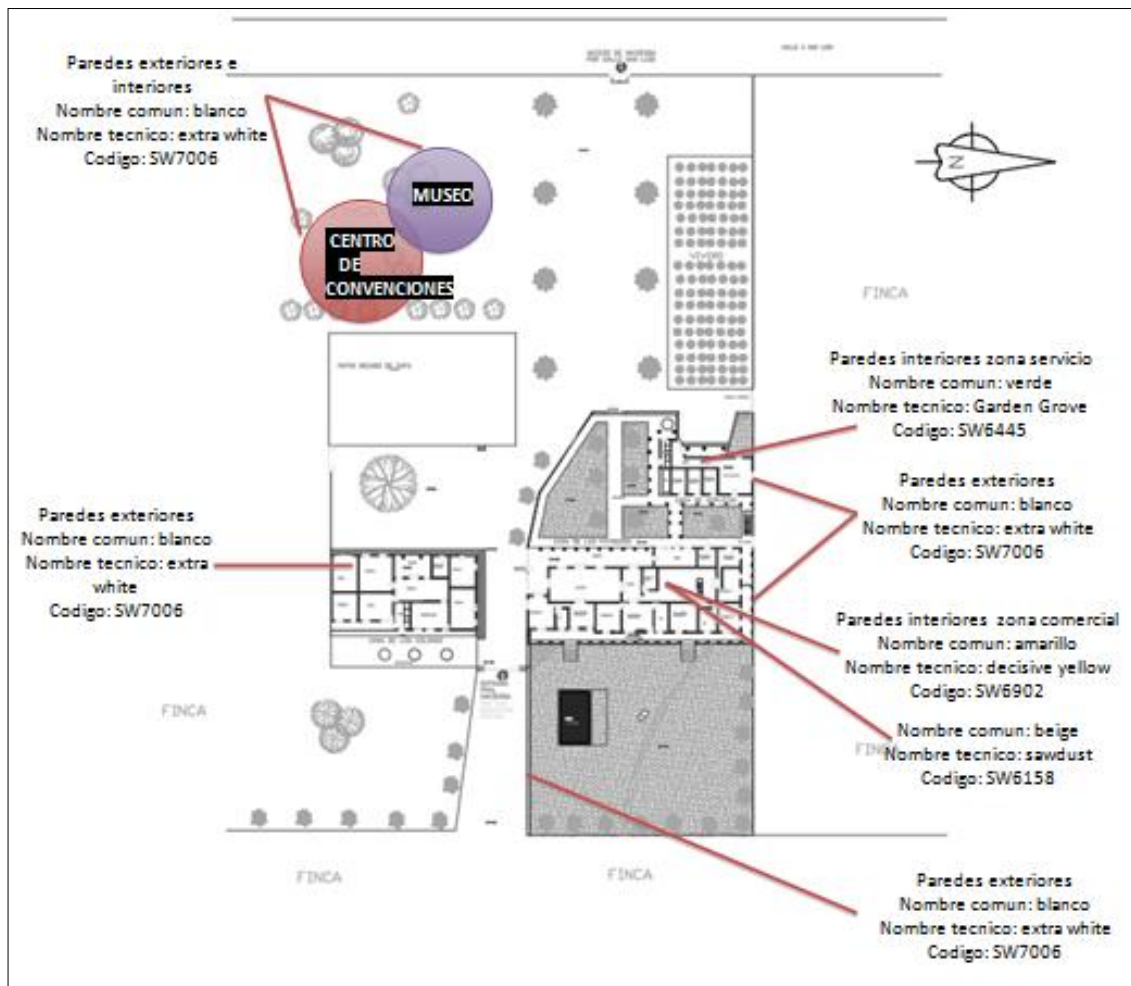 Paredes exteriores e
interiores
Nombre comun: blanco
Nombre tecnico: extra white
Codigo: SW7006
MUSEO
CENTRO
DE
CONVENCIONES
N
VIVERO
FINCA
Paredes interiores zona servicio
Nombre comun: verde
Nombre tecnico: Garden Grove
Codigo: SW6445
Paredes exteriores
Nombre comun: blanco
Nombre tecnico: extra white
Codigo: SW7006
Paredes exteriores
Nombre comun: blanco
Nombre tecnico: extra
white
Codigo: SW7006
Paredes interiores zona comercial
Nombre comun: amarillo
Nombre tecnico: decisive yellow
Codigo: SW6902
FINCA
Nombre comun: beige
Nombre tecnico: sawdust
Codigo: SW6158
FINCA
FINCA
FINCA
Paredes exteriores
Nombre comun: blanco
Nombre tecnico: extra white
Codigo: SW7006